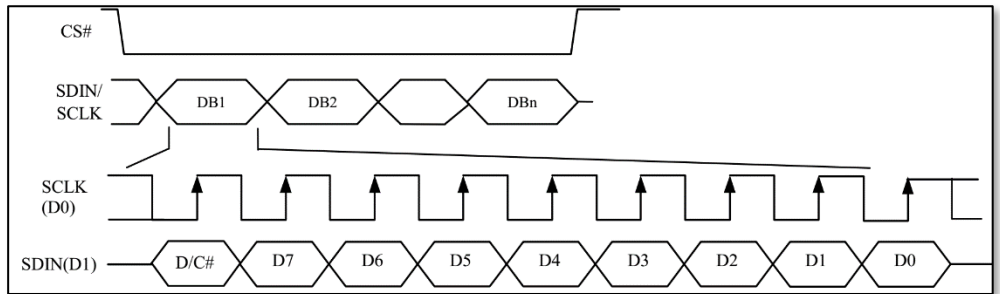 CS#
SDIN/
SCLK
DB1 DB2 DBn
SCLK
(D0)
SDIN(D1) D/C# D7 D6 D5 D4 D3 D2 D1 D0